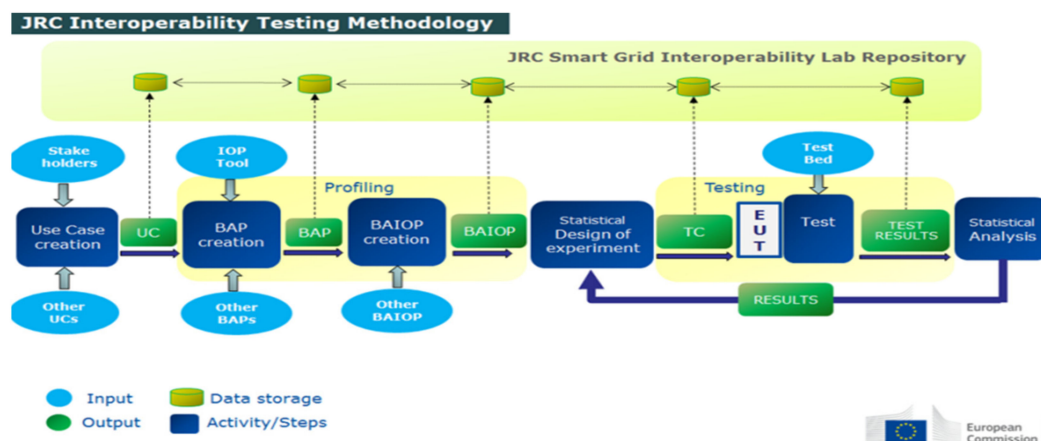 JRC Interoperability Testing Methodology
JRC Smart Grid Interoperability Lab Repository
Stake
holders
IOP
Tool
Test
Bed
Profiling
Testing
Use Case
creation
UC
BAP
creation
BAP
BAIOP
creation
BAIOP
Statistical
Design of
experiment
TC
E
U
T
Test
TEST
RESULTS
Statistical
Analysis
Other
UCs
Other
BAPs
Other
BAIOP
RESULTS
Input
Data storage
Output
Activity/Steps
European
Commission